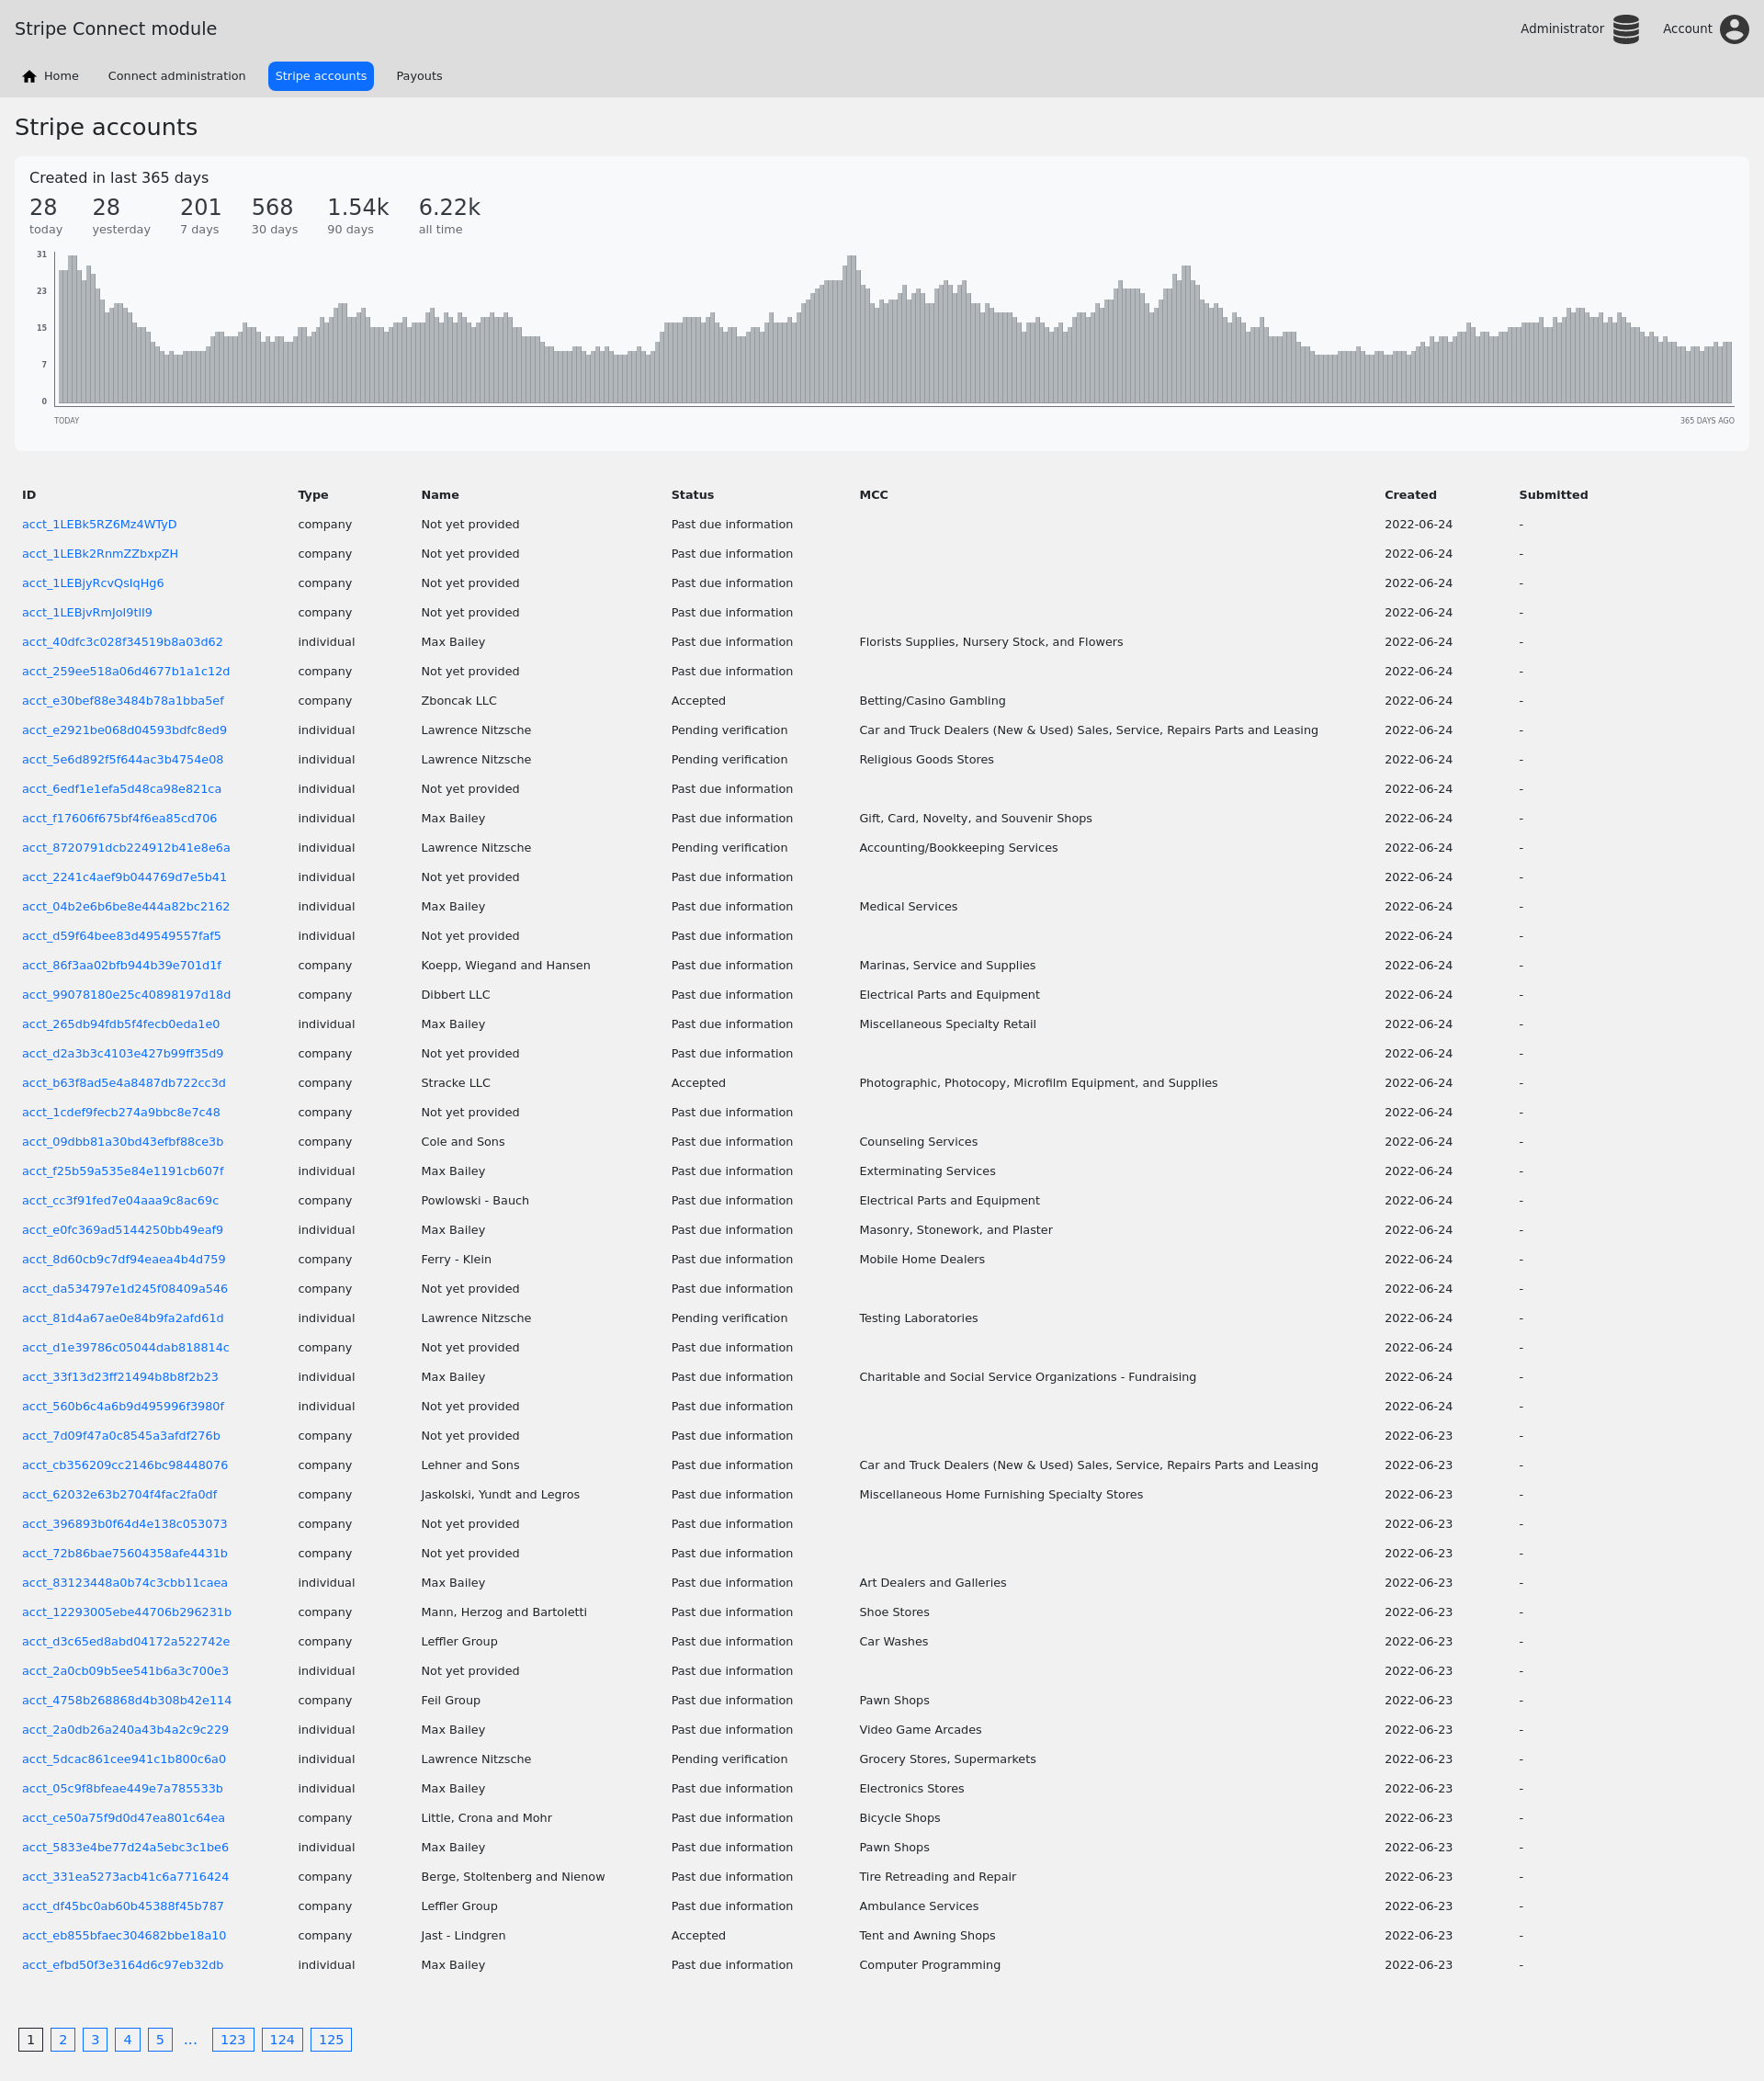 Stripe Connect module
Administrator Account
Home Connect administration Stripe accounts Payouts
Stripe accounts
Created in last 365 days
28 28 201 568 1.54k 6.22k
today yesterday 7 days 30 days 90 days all time
31
23
15
7
0
TODAY 365 DAYS AGO
ID Type Name Status MCC Created Submitted
acct_1LEBk5RZ6Mz4WTyD company Not yet provided Past due information 2022-06-24 -
acct_1LEBk2RnmZZbxpZH company Not yet provided Past due information 2022-06-24 -
acct_1LEBjyRcvQsIqHg6 company Not yet provided Past due information 2022-06-24 -
acct_1LEBjvRmJoI9tlI9 company Not yet provided Past due information 2022-06-24 -
acct_40dfc3c028f34519b8a03d62 individual Max Bailey Past due information Florists Supplies, Nursery Stock, and Flowers 2022-06-24 -
acct_259ee518a06d4677b1a1c12d company Not yet provided Past due information 2022-06-24 -
acct_e30bef88e3484b78a1bba5ef company Zboncak LLC Accepted Betting/Casino Gambling 2022-06-24 -
acct_e2921be068d04593bdfc8ed9 individual Lawrence Nitzsche Pending verification Car and Truck Dealers (New & Used) Sales, Service, Repairs Parts and Leasing 2022-06-24 -
acct_5e6d892f5f644ac3b4754e08 individual Lawrence Nitzsche Pending verification Religious Goods Stores 2022-06-24 -
acct_6edf1e1efa5d48ca98e821ca individual Not yet provided Past due information 2022-06-24 -
acct_f17606f675bf4f6ea85cd706 individual Max Bailey Past due information Gift, Card, Novelty, and Souvenir Shops 2022-06-24 -
acct_8720791dcb224912b41e8e6a individual Lawrence Nitzsche Pending verification Accounting/Bookkeeping Services 2022-06-24 -
acct_2241c4aef9b044769d7e5b41 individual Not yet provided Past due information 2022-06-24 -
acct_04b2e6b6be8e444a82bc2162 individual Max Bailey Past due information Medical Services 2022-06-24 -
acct_d59f64bee83d49549557faf5 individual Not yet provided Past due information 2022-06-24 -
acct_86f3aa02bfb944b39e701d1f company Koepp, Wiegand and Hansen Past due information Marinas, Service and Supplies 2022-06-24 -
acct_99078180e25c40898197d18d company Dibbert LLC Past due information Electrical Parts and Equipment 2022-06-24 -
acct_265db94fdb5f4fecb0eda1e0 individual Max Bailey Past due information Miscellaneous Specialty Retail 2022-06-24 -
acct_d2a3b3c4103e427b99ff35d9 company Not yet provided Past due information 2022-06-24 -
acct_b63f8ad5e4a8487db722cc3d company Stracke LLC Accepted Photographic, Photocopy, Microfilm Equipment, and Supplies 2022-06-24 -
acct_1cdef9fecb274a9bbc8e7c48 company Not yet provided Past due information 2022-06-24 -
acct_09dbb81a30bd43efbf88ce3b company Cole and Sons Past due information Counseling Services 2022-06-24 -
acct_f25b59a535e84e1191cb607f individual Max Bailey Past due information Exterminating Services 2022-06-24 -
acct_cc3f91fed7e04aaa9c8ac69c company Powlowski - Bauch Past due information Electrical Parts and Equipment 2022-06-24 -
acct_e0fc369ad5144250bb49eaf9 individual Max Bailey Past due information Masonry, Stonework, and Plaster 2022-06-24 -
acct_8d60cb9c7df94eaea4b4d759 company Ferry - Klein Past due information Mobile Home Dealers 2022-06-24 -
acct_da534797e1d245f08409a546 company Not yet provided Past due information 2022-06-24 -
acct_81d4a67ae0e84b9fa2afd61d individual Lawrence Nitzsche Pending verification Testing Laboratories 2022-06-24 -
acct_d1e39786c05044dab818814c company Not yet provided Past due information 2022-06-24 -
acct_33f13d23ff21494b8b8f2b23 individual Max Bailey Past due information Charitable and Social Service Organizations - Fundraising 2022-06-24 -
acct_560b6c4a6b9d495996f3980f individual Not yet provided Past due information 2022-06-24 -
acct_7d09f47a0c8545a3afdf276b company Not yet provided Past due information 2022-06-23 -
acct_cb356209cc2146bc98448076 company Lehner and Sons Past due information Car and Truck Dealers (New & Used) Sales, Service, Repairs Parts and Leasing 2022-06-23 -
acct_62032e63b2704f4fac2fa0df company Jaskolski, Yundt and Legros Past due information Miscellaneous Home Furnishing Specialty Stores 2022-06-23 -
acct_396893b0f64d4e138c053073 company Not yet provided Past due information 2022-06-23 -
acct_72b86bae75604358afe4431b company Not yet provided Past due information 2022-06-23 -
acct_83123448a0b74c3cbb11caea individual Max Bailey Past due information Art Dealers and Galleries 2022-06-23 -
acct_12293005ebe44706b296231b company Mann, Herzog and Bartoletti Past due information Shoe Stores 2022-06-23 -
acct_d3c65ed8abd04172a522742e company Leffler Group Past due information Car Washes 2022-06-23 -
acct_2a0cb09b5ee541b6a3c700e3 individual Not yet provided Past due information 2022-06-23 -
acct_4758b268868d4b308b42e114 company Feil Group Past due information Pawn Shops 2022-06-23 -
acct_2a0db26a240a43b4a2c9c229 individual Max Bailey Past due information Video Game Arcades 2022-06-23 -
acct_5dcac861cee941c1b800c6a0 individual Lawrence Nitzsche Pending verification Grocery Stores, Supermarkets 2022-06-23 -
acct_05c9f8bfeae449e7a785533b individual Max Bailey Past due information Electronics Stores 2022-06-23 -
acct_ce50a75f9d0d47ea801c64ea company Little, Crona and Mohr Past due information Bicycle Shops 2022-06-23 -
acct_5833e4be77d24a5ebc3c1be6 individual Max Bailey Past due information Pawn Shops 2022-06-23 -
acct_331ea5273acb41c6a7716424 company Berge, Stoltenberg and Nienow Past due information Tire Retreading and Repair 2022-06-23 -
acct_df45bc0ab60b45388f45b787 company Leffler Group Past due information Ambulance Services 2022-06-23 -
acct_eb855bfaec304682bbe18a10 company Jast - Lindgren Accepted Tent and Awning Shops 2022-06-23 -
acct_efbd50f3e3164d6c97eb32db individual Max Bailey Past due information Computer Programming 2022-06-23 -
1 2 3 4 5 ... 123 124 125